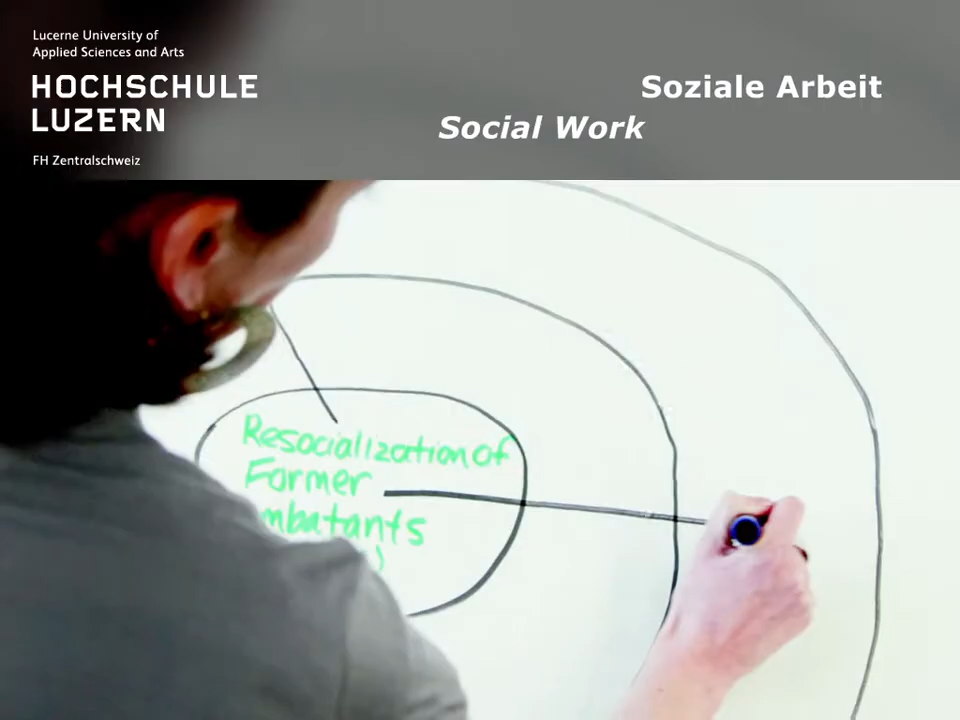 Lucerne University of
Applied Sciences and Arts
HOCHSCHULE
LUZERN
FH Zentralschweiz
Soziale Arbeit
Social Work
Resocialization of
Former
mbatants
)